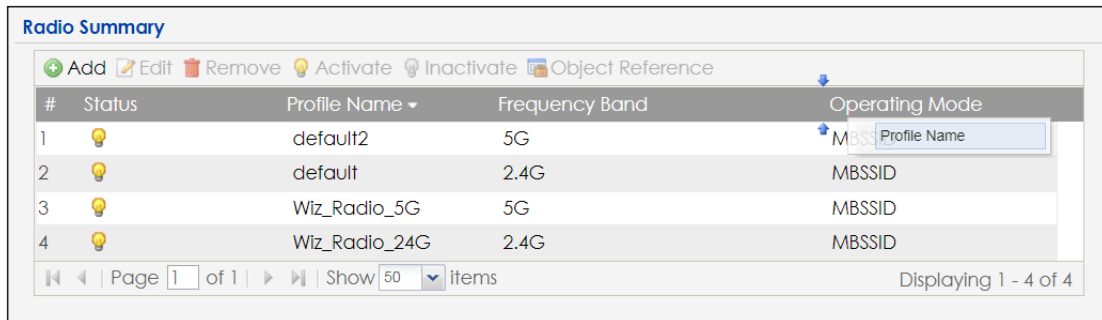 Radio Summary
Add Edit Remove Activate Inactivate Object Reference
# Status Profile Name Frequency Band Operating Mode
1 default2 5G MBSSID
Profile Name
2 default 2.4G MBSSID
3 Wiz_Radio_5G 5G MBSSID
4 Wiz_Radio_24G 2.4G MBSSID
Page 1 of 1 Show 50 items Displaying 1 - 4 of 4